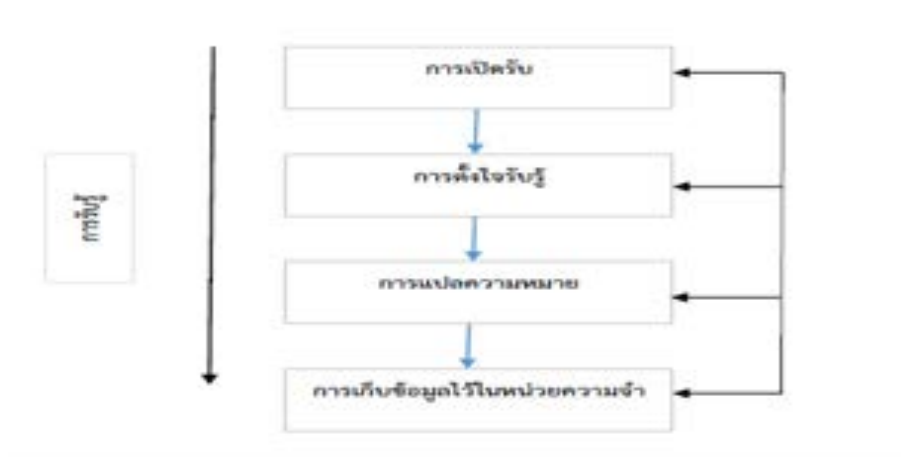 การรับรู้
การเปิดรับ
การตั้งใจรับรู้
การแปลความหมาย
การเก็บข้อมูลไว้ในหน่วยความจำ